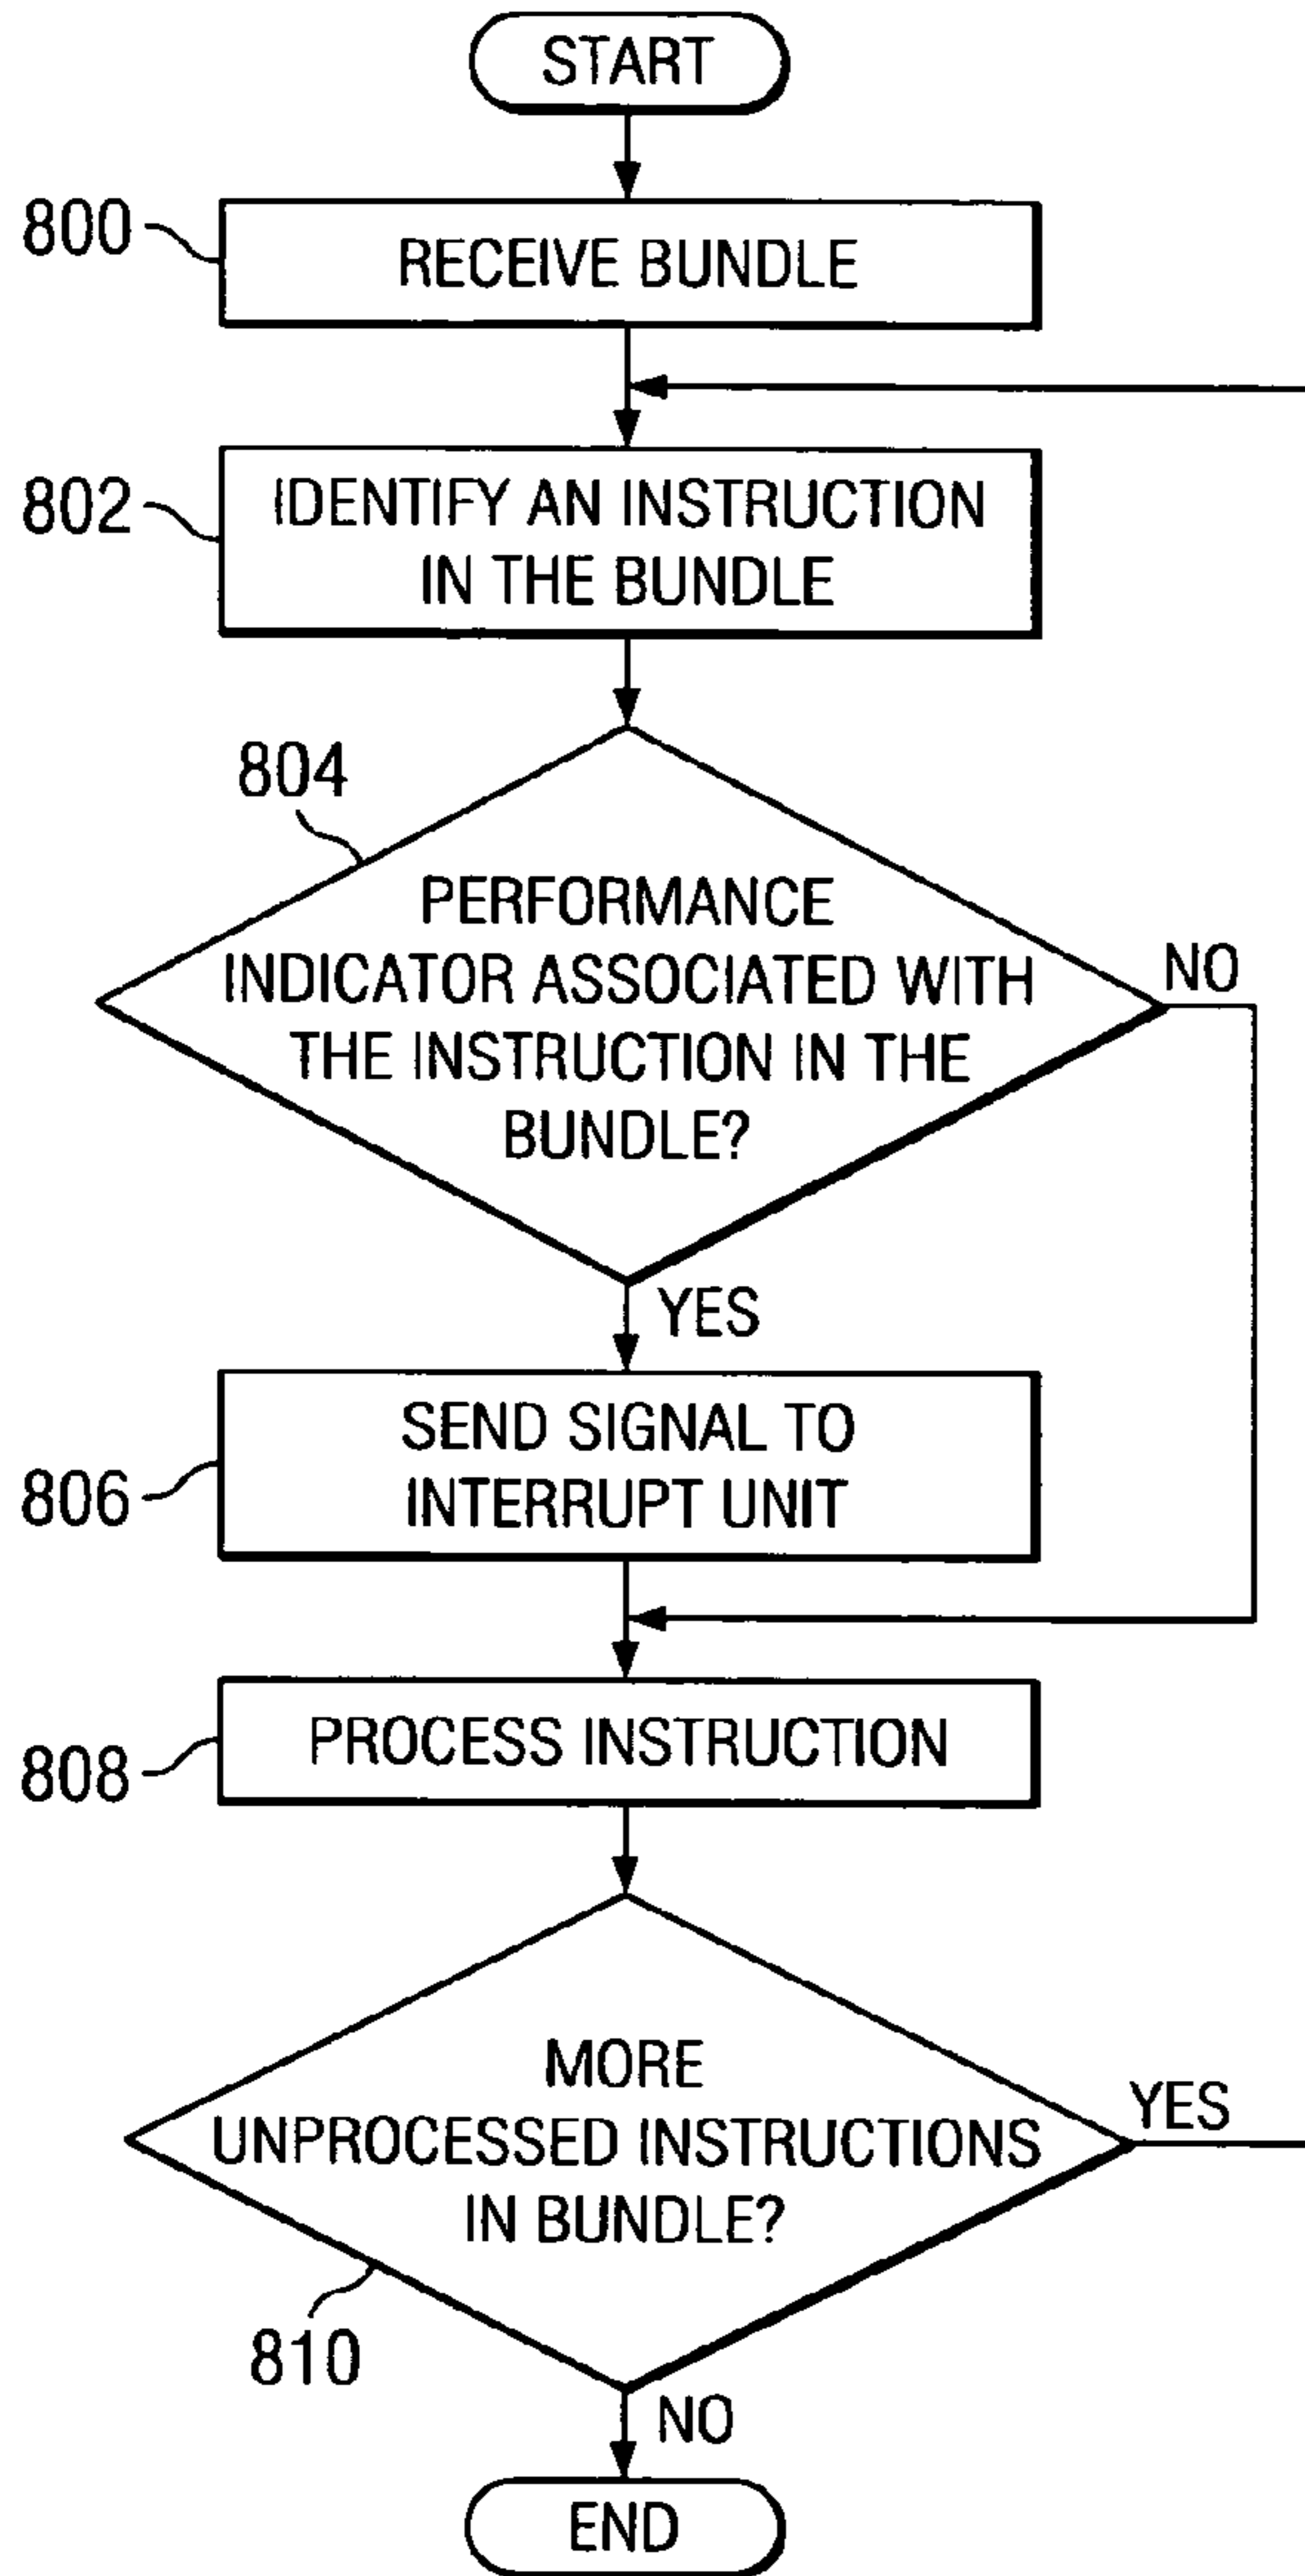 START
800
RECEIVE BUNDLE
802
IDENTIFY AN INSTRUCTION
IN THE BUNDLE
804
PERFORMANCE
INDICATOR ASSOCIATED WITH
THE INSTRUCTION IN THE
BUNDLE?
NO
YES
806
SEND SIGNAL TO
INTERRUPT UNIT
808
PROCESS INSTRUCTION
MORE
UNPROCESSED INSTRUCTIONS
IN BUNDLE?
YES
810
NO
END